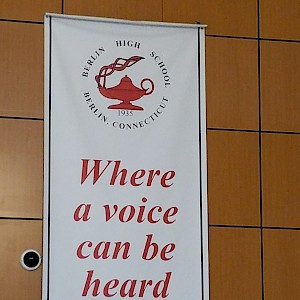 BERLIN HIGH SCHOOL
BERLIN, CONNECTICUT
1935
Where
a voice
can be
heard